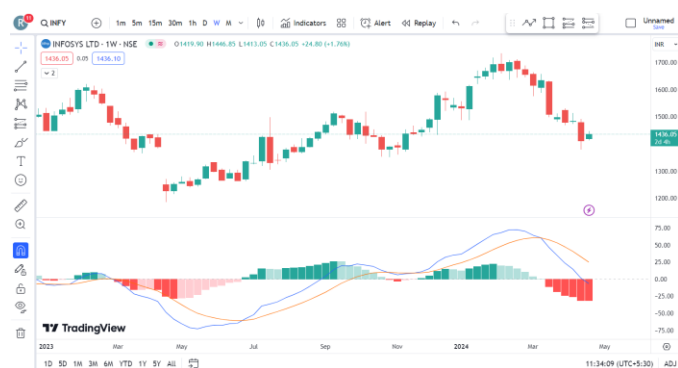 R INFY 1m 5m 15m 30m 1h D W M Indicators Alert Replay Unnamed
Save
INFOSYS LTD · 1W · NSE O1419.90 H1446.85 L1413.05 C1436.05 +24.80 (+1.76%) INR
1436.05 0.05 1436.10
2
1700.00
1600.00
1500.00
1436.05
2d 4h
1300.00
1200.00
75.00
50.00
25.00
0.00
-25.00
-50.00
-75.00
TradingView
2023 Mar May Jul Sep Nov 2024 Mar May
1D 5D 1M 3M 6M YTD 1Y 5Y All 11:34:09 (UTC+5:30) ADJ